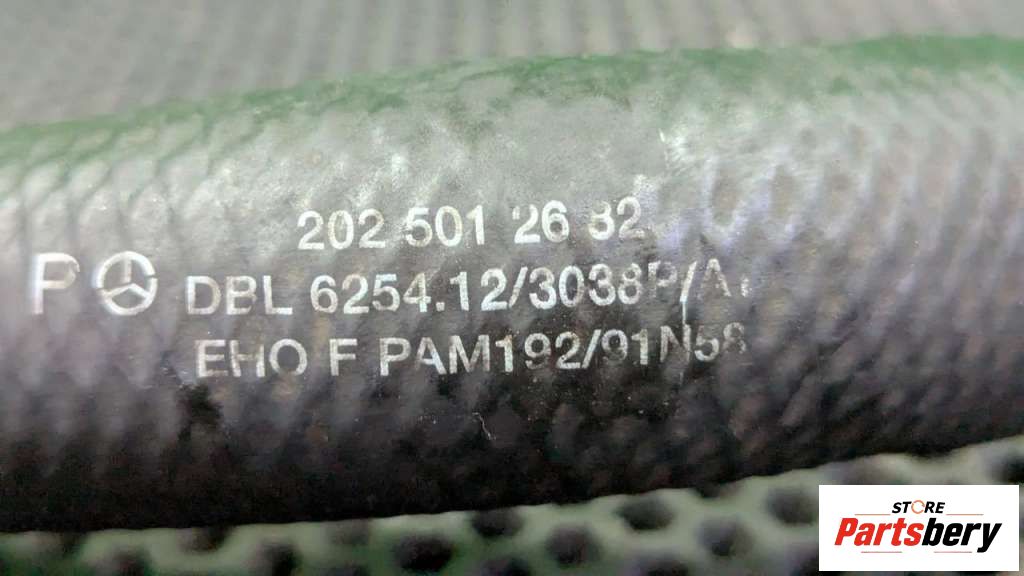 202 501 26 82
P DBL 6254.12/3038P/A
EHO F PAM192/91N58
STORE
Partsbery